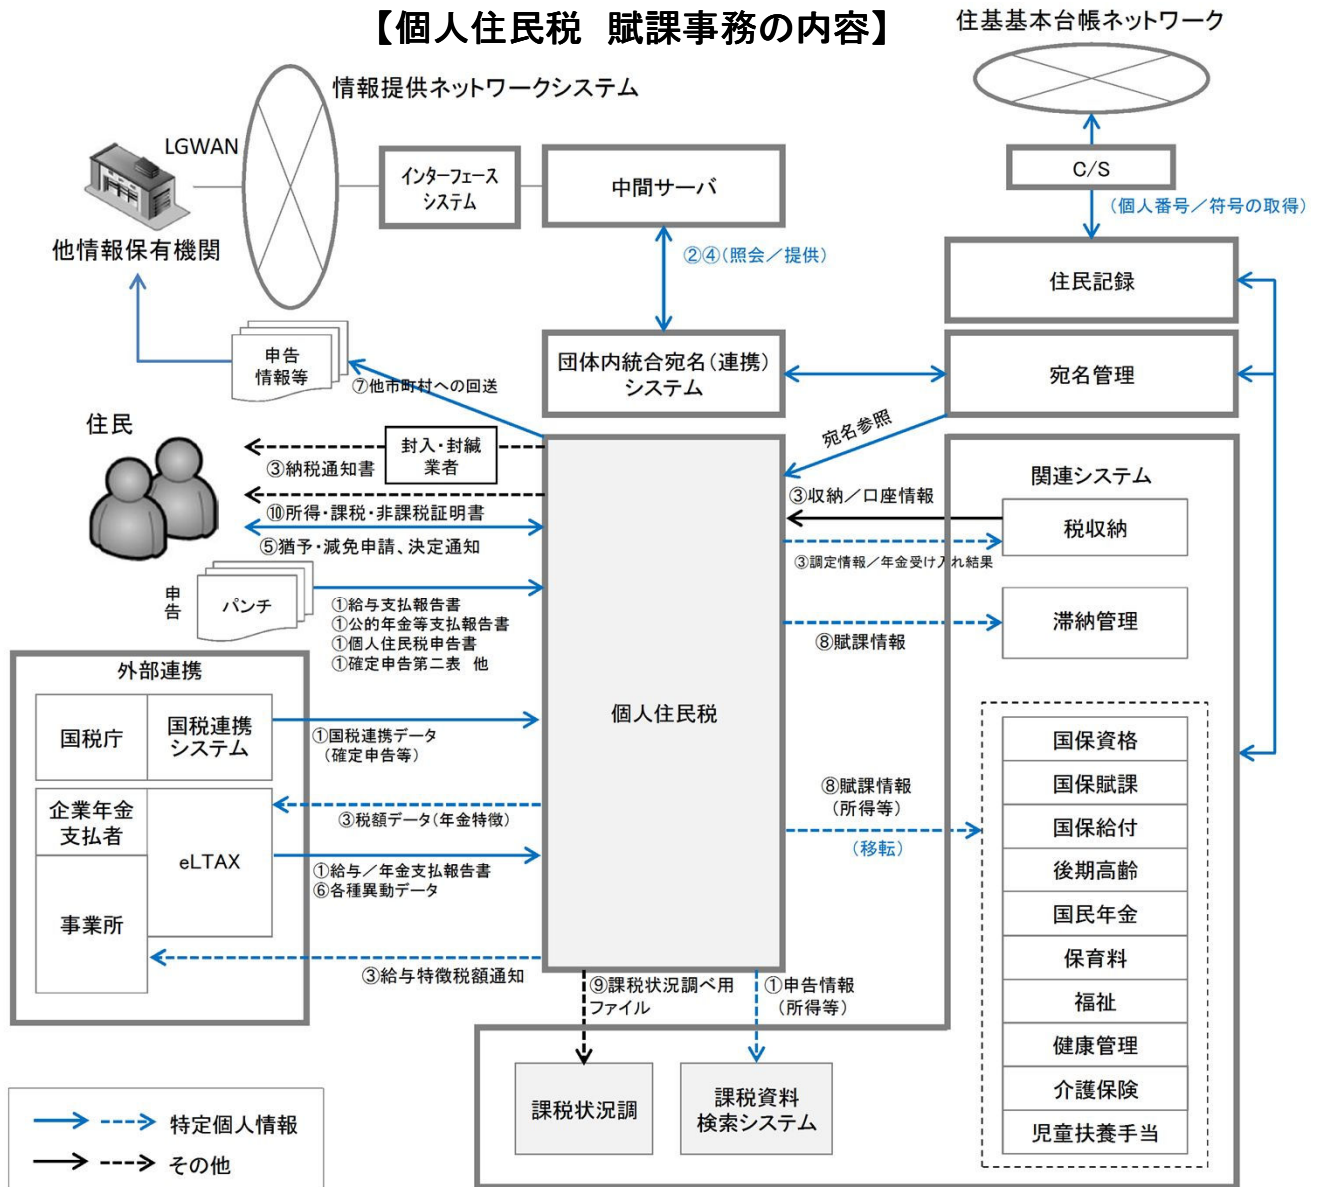 【個人住民税 賦課事務の内容】
住基基本台帳ネットワーク
情報提供ネットワークシステム
LGWAN
インターフェース
システム
中間サーバ
C/S
(個人番号/符号の取得)
他情報保有機関
②④(照会/提供)
住民記録
申告
情報等
⑦他市町村への回送
団体内統合宛名(連携)
システム
宛名管理
宛名参照
住民
封入・封緘
業者
③納税通知書
⑩所得・課税・非課税証明書
⑤猶予・減免申請、決定通知
関連システム
③収納/口座情報
税収納
③調定情報/年金受け入れ結果
申
告
パンチ
①給与支払報告書
①公的年金等支払報告書
①個人住民税申告書
①確定申告第二表 他
⑧賦課情報
滞納管理
外部連携
国税庁
国税連携
システム
①国税連携データ
(確定申告等)
個人住民税
企業年金
支払者
eLTAX
事業所
③税額データ(年金特徴)
①給与/年金支払報告書
⑥各種異動データ
③給与特徴税額通知
⑧賦課情報
(所得等)
(移転)
国保資格
国保賦課
国保給付
後期高齢
国民年金
保育料
福祉
健康管理
介護保険
児童扶養手当
⑨課税状況調べ用
ファイル
①申告情報
(所得等)
課税状況調
課税資料
検索システム
特定個人情報
その他